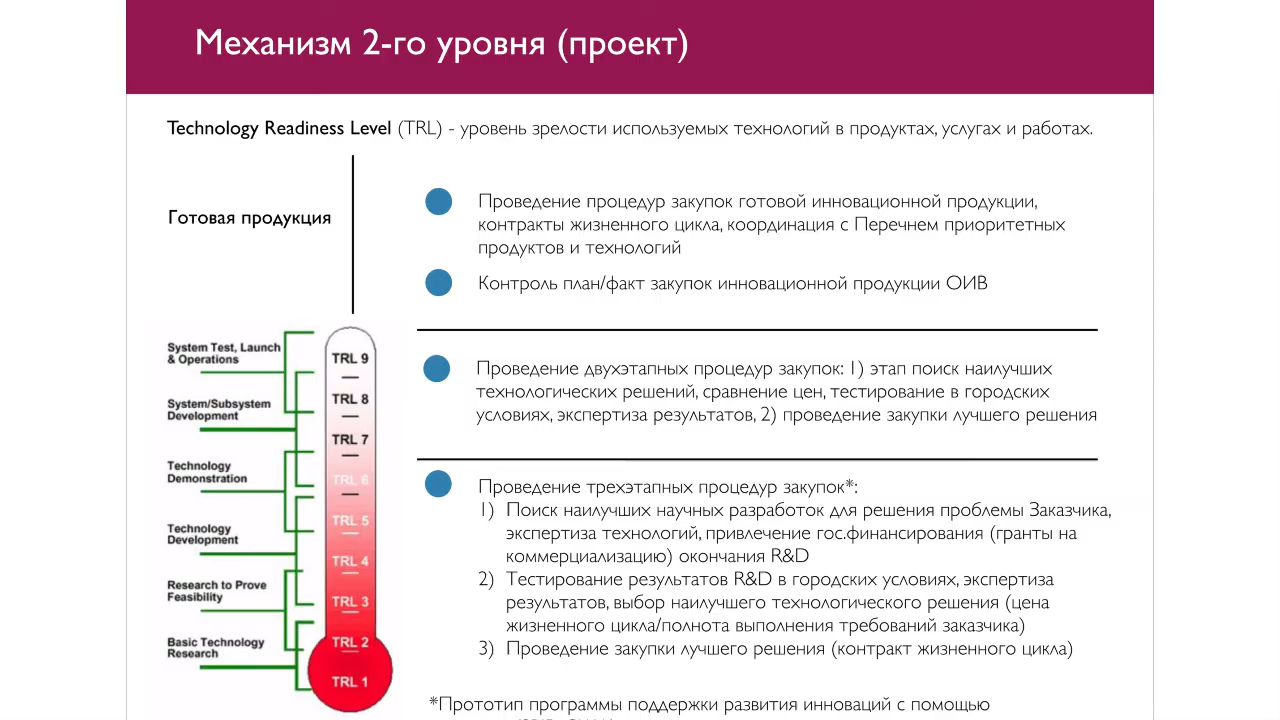 Механизм 2-го уровня (проект)
Technology Readiness Level (TRL) - уровень зрелости используемых технологий в продуктах, услугах и работах.
Готовая продукция
Проведение процедур закупок готовой инновационной продукции,
контракты жизненного цикла, координация с Перечнем приоритетных
продуктов и технологий
Контроль план/факт закупок инновационной продукции ОИВ
System Test, Launch
& Operations
System/Subsystem
Development
Technology
Demonstration
Technology
Development
Research to Prove
Feasibility
Basic Technology
Research
TRL 9
TRL 8
TRL 7
TRL 6
TRL 5
TRL 4
TRL 3
TRL 2
TRL 1
Проведение двухэтапных процедур закупок: 1) этап поиск наилучших
технологических решений, сравнение цен, тестирование в городских
условиях, экспертиза результатов, 2) проведение закупки лучшего решения
Проведение трехэтапных процедур закупок*:
1) Поиск наилучших научных разработок для решения проблемы Заказчика,
экспертиза технологий, привлечение гос.финансирования (гранты на
коммерциализацию) окончания R&D
2) Тестирование результатов R&D в городских условиях, экспертиза
результатов, выбор наилучшего технологического решения (цена
жизненного цикла/полнота выполнения требований заказчика)
3) Проведение закупки лучшего решения (контракт жизненного цикла)
*Прототип программы поддержки развития инноваций с помощью